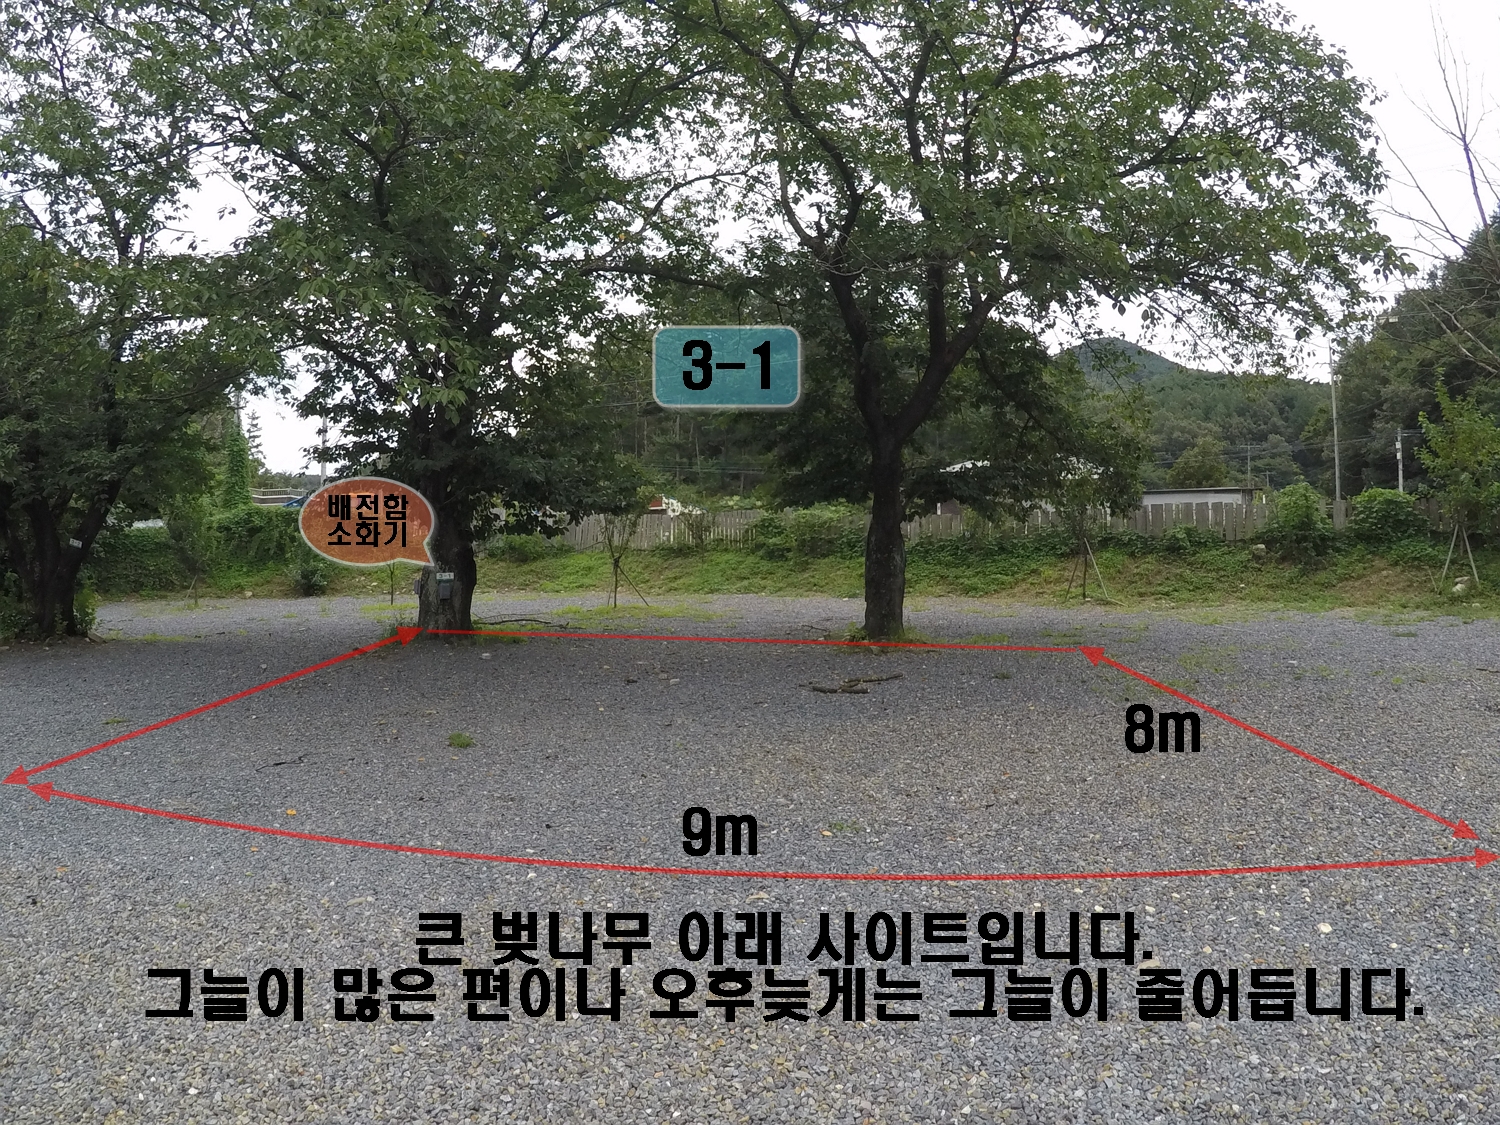 3-1
배전함
소화기
3-1
8m
9m
큰 벚나무 아래 사이트입니다.
그늘이 많은 편이나 오후늦게는 그늘이 줄어듭니다.